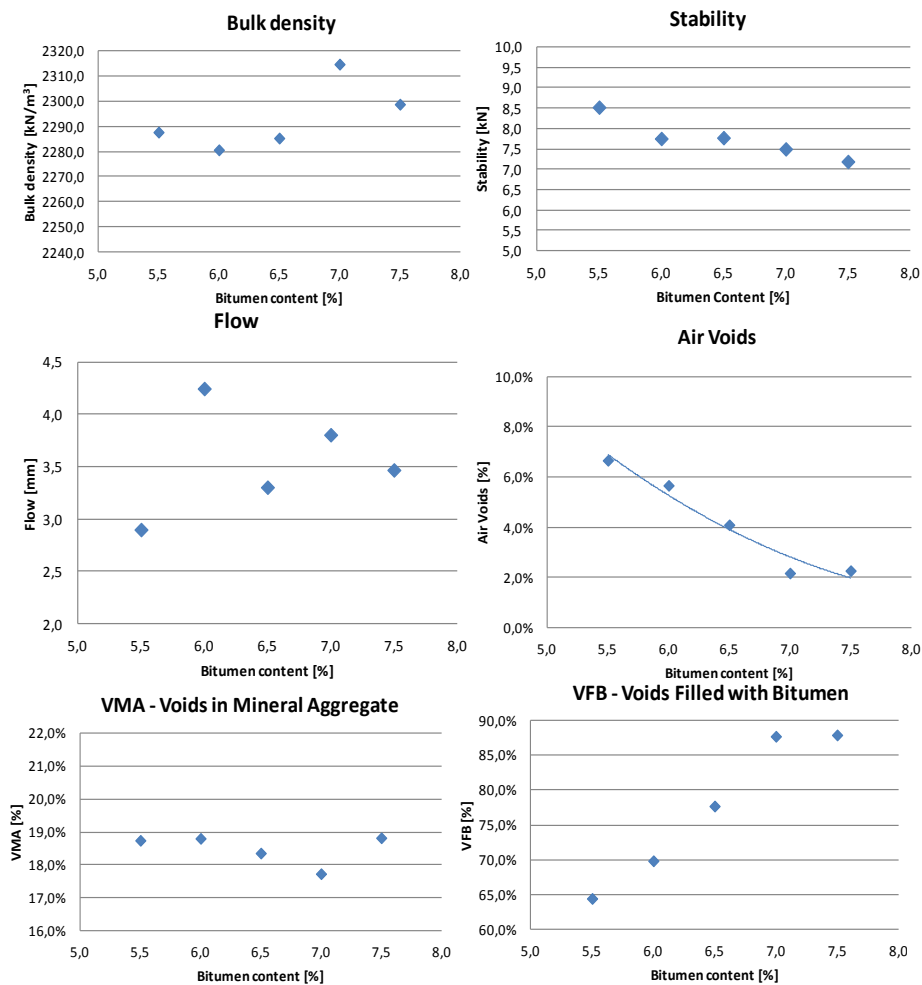 Bulk density
Bulk density [kN/m³]
2320,0
2310,0
2300,0
2290,0
2280,0
2270,0
2260,0
2250,0
2240,0
5,0 5,5 6,0 6,5 7,0 7,5 8,0
Bitumen content [%]
Stability
Stability [kN]
10,0
9,5
9,0
8,5
8,0
7,5
7,0
6,5
6,0
5,5
5,0
5,0 5,5 6,0 6,5 7,0 7,5 8,0
Bitumen Content [%]
Flow
Flow [mm]
4,5
4,0
3,5
3,0
2,5
2,0
5,0 5,5 6,0 6,5 7,0 7,5 8,0
Bitumen content [%]
Air Voids
Air Voids [%]
10,0%
8,0%
6,0%
4,0%
2,0%
0,0%
5,0 5,5 6,0 6,5 7,0 7,5 8,0
Bitumen content [%]
VMA - Voids in Mineral Aggregate
VMA [%]
22,0%
21,0%
20,0%
19,0%
18,0%
17,0%
16,0%
5,0 5,5 6,0 6,5 7,0 7,5 8,0
Bitumen content [%]
VFB - Voids Filled with Bitumen
VFB [%]
90,0%
85,0%
80,0%
75,0%
70,0%
65,0%
60,0%
5,0 5,5 6,0 6,5 7,0 7,5 8,0
Bitumen content [%]